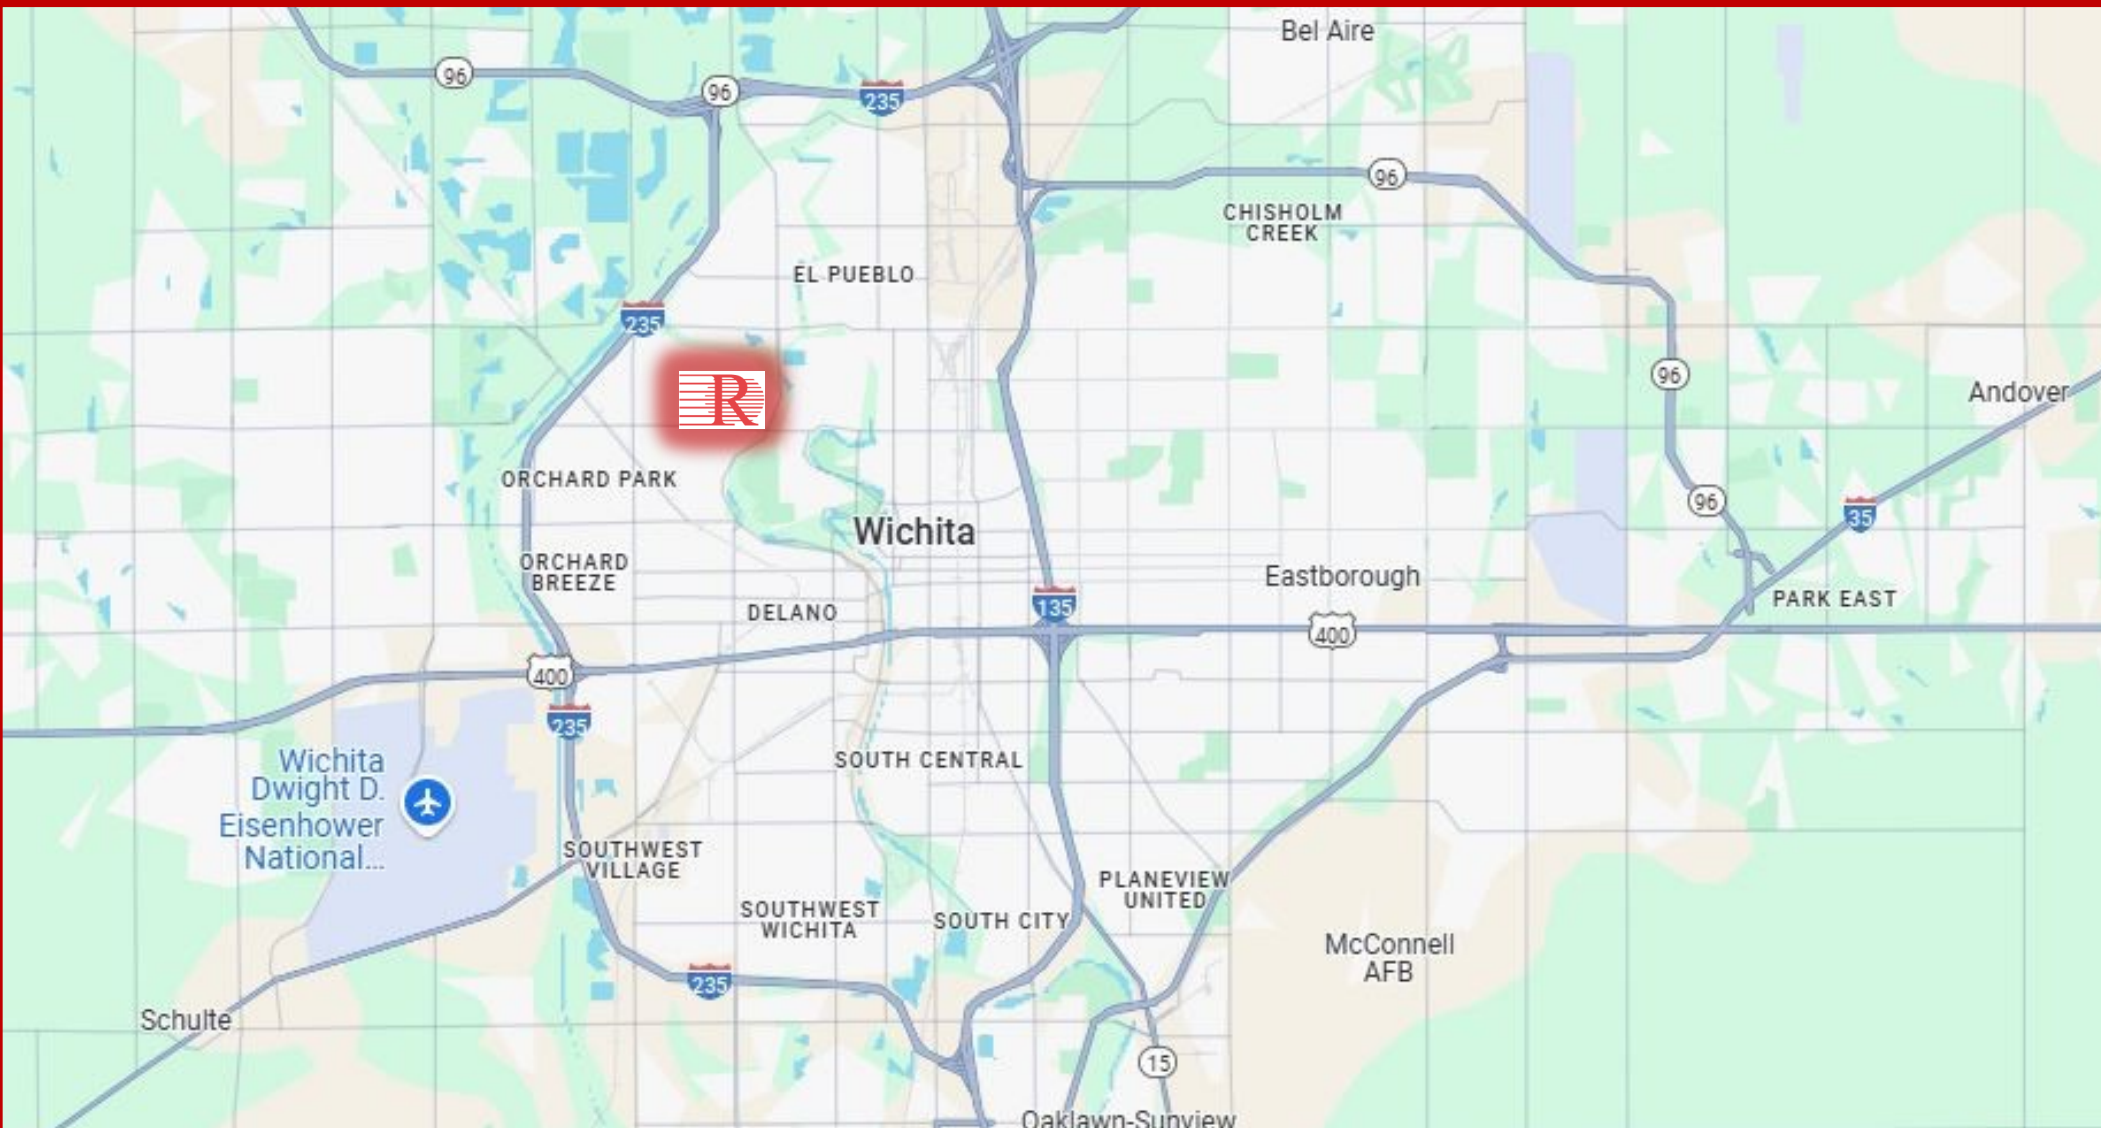 Bel Aire
96
96
235
96
CHISHOLM
CREEK
EL PUEBLO
235
96
Andover
R
ORCHARD PARK
96
35
Wichita
ORCHARD
BREEZE
Eastborough
135
PARK EAST
DELANO
400
400
235
Wichita
Dwight D.
Eisenhower
National...
SOUTH CENTRAL
SOUTHWEST
VILLAGE
PLANEVIEW
UNITED
SOUTHWEST
WICHITA
SOUTH CITY
McConnell
AFB
235
Schulte
15
Oaklawn-Sunview